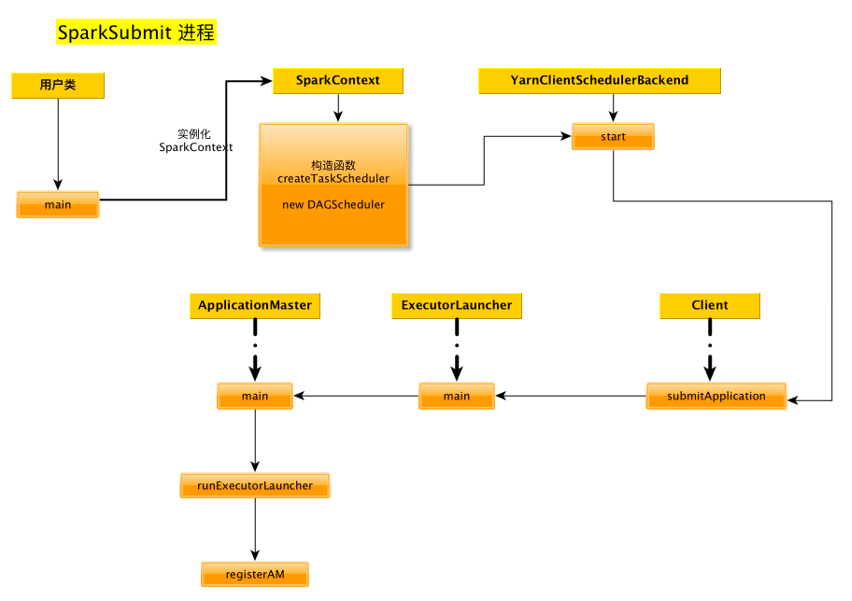 SparkSubmit 进程
用户类
SparkContext
YarnClientSchedulerBackend
实例化
SparkContext
构造函数
createTaskScheduler
new DAGScheduler
start
main
ApplicationMaster
ExecutorLauncher
Client
main
main
submitApplication
runExecutorLauncher
registerAM